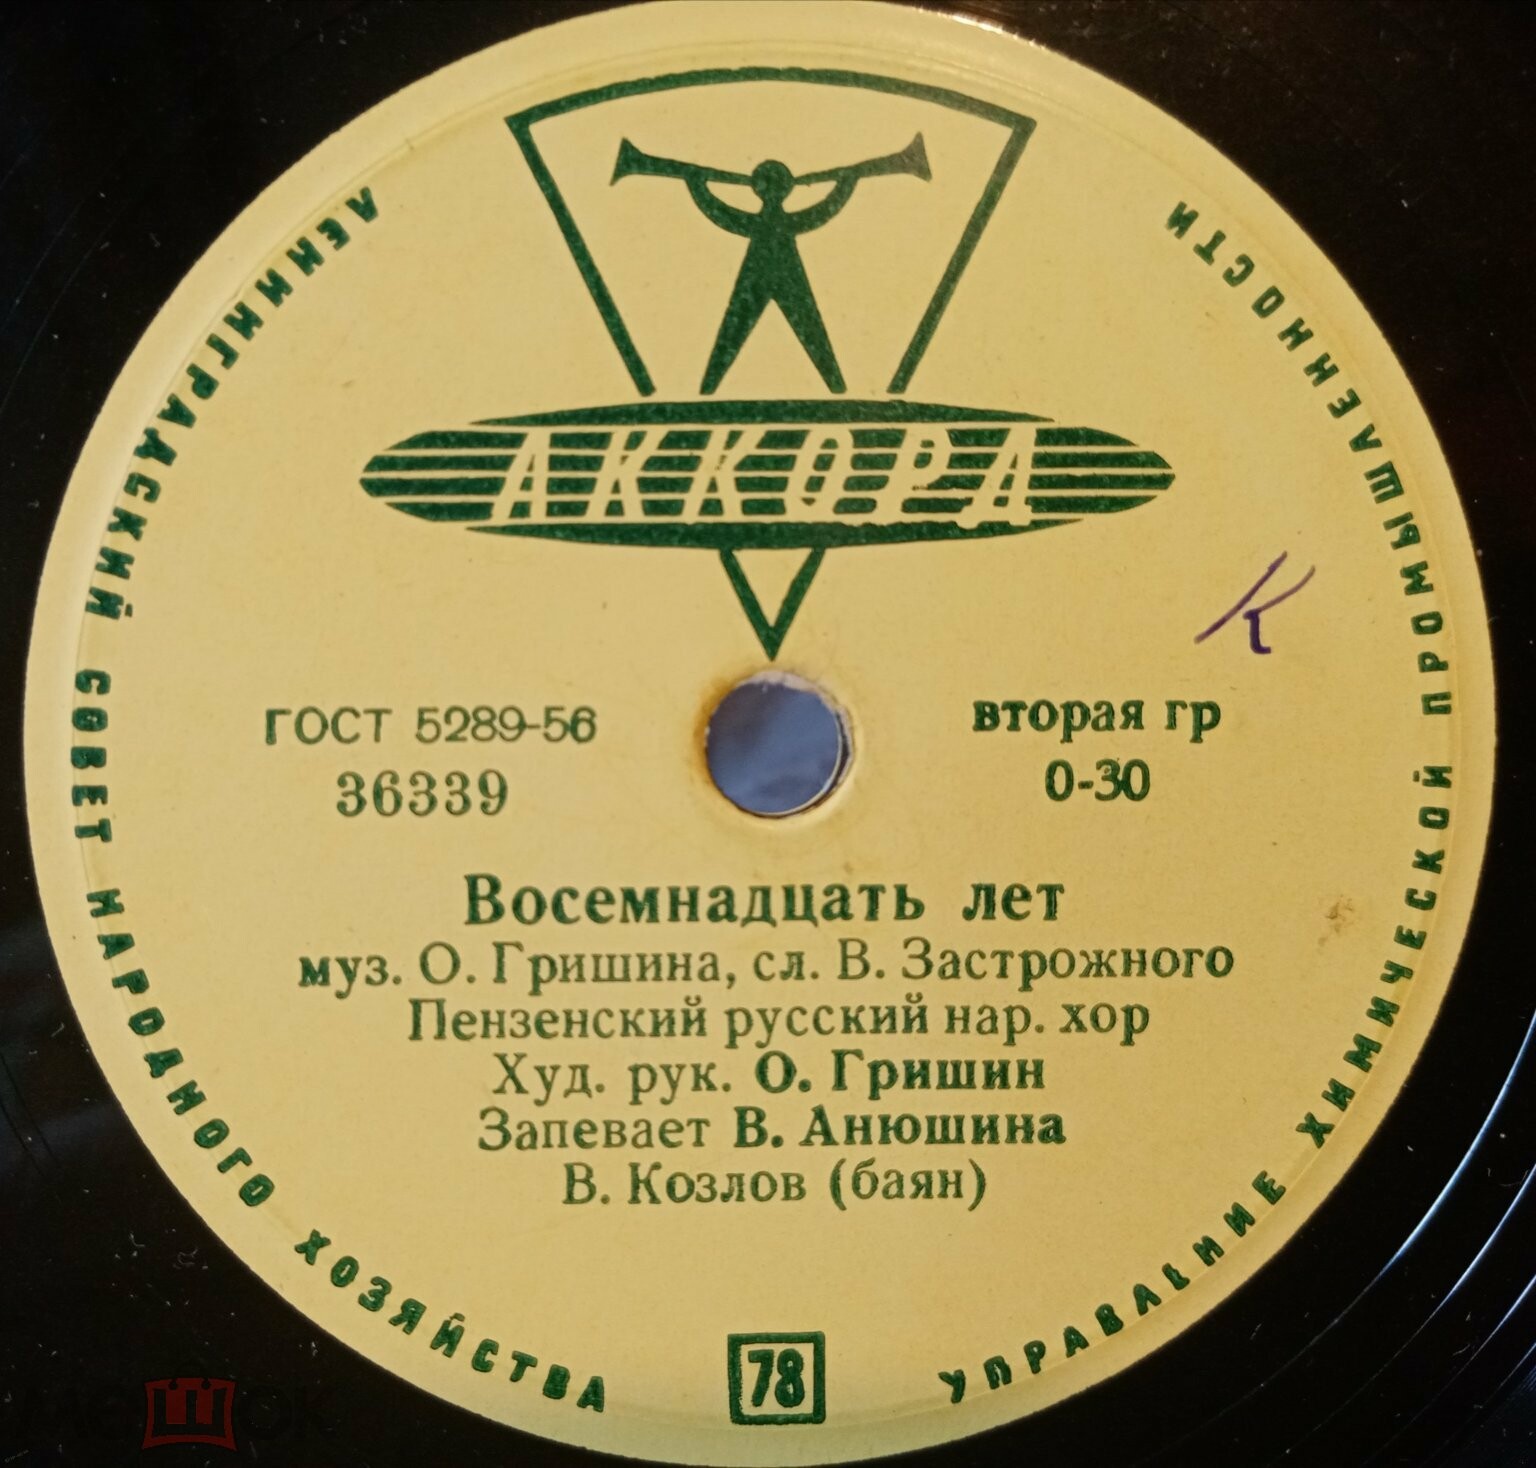 АККОРД
ЛЕНИНГРАДСКИЙ СОВЕТ НАРОДНОГО ХОЗЯЙСТВА
УПРАВЛЕНИЕ ХИМИЧЕСКОЙ ПРОМЫШЛЕННОСТИ
К
ГОСТ 5289-56
36339
вторая гр
0-30
Восемнадцать лет
муз. О. Гришина, сл. В. Застрожного
Пензенский русский нар. хор
Худ. рук. О. Гришин
Запевает В. Анюшина
В. Козлов (баян)
78